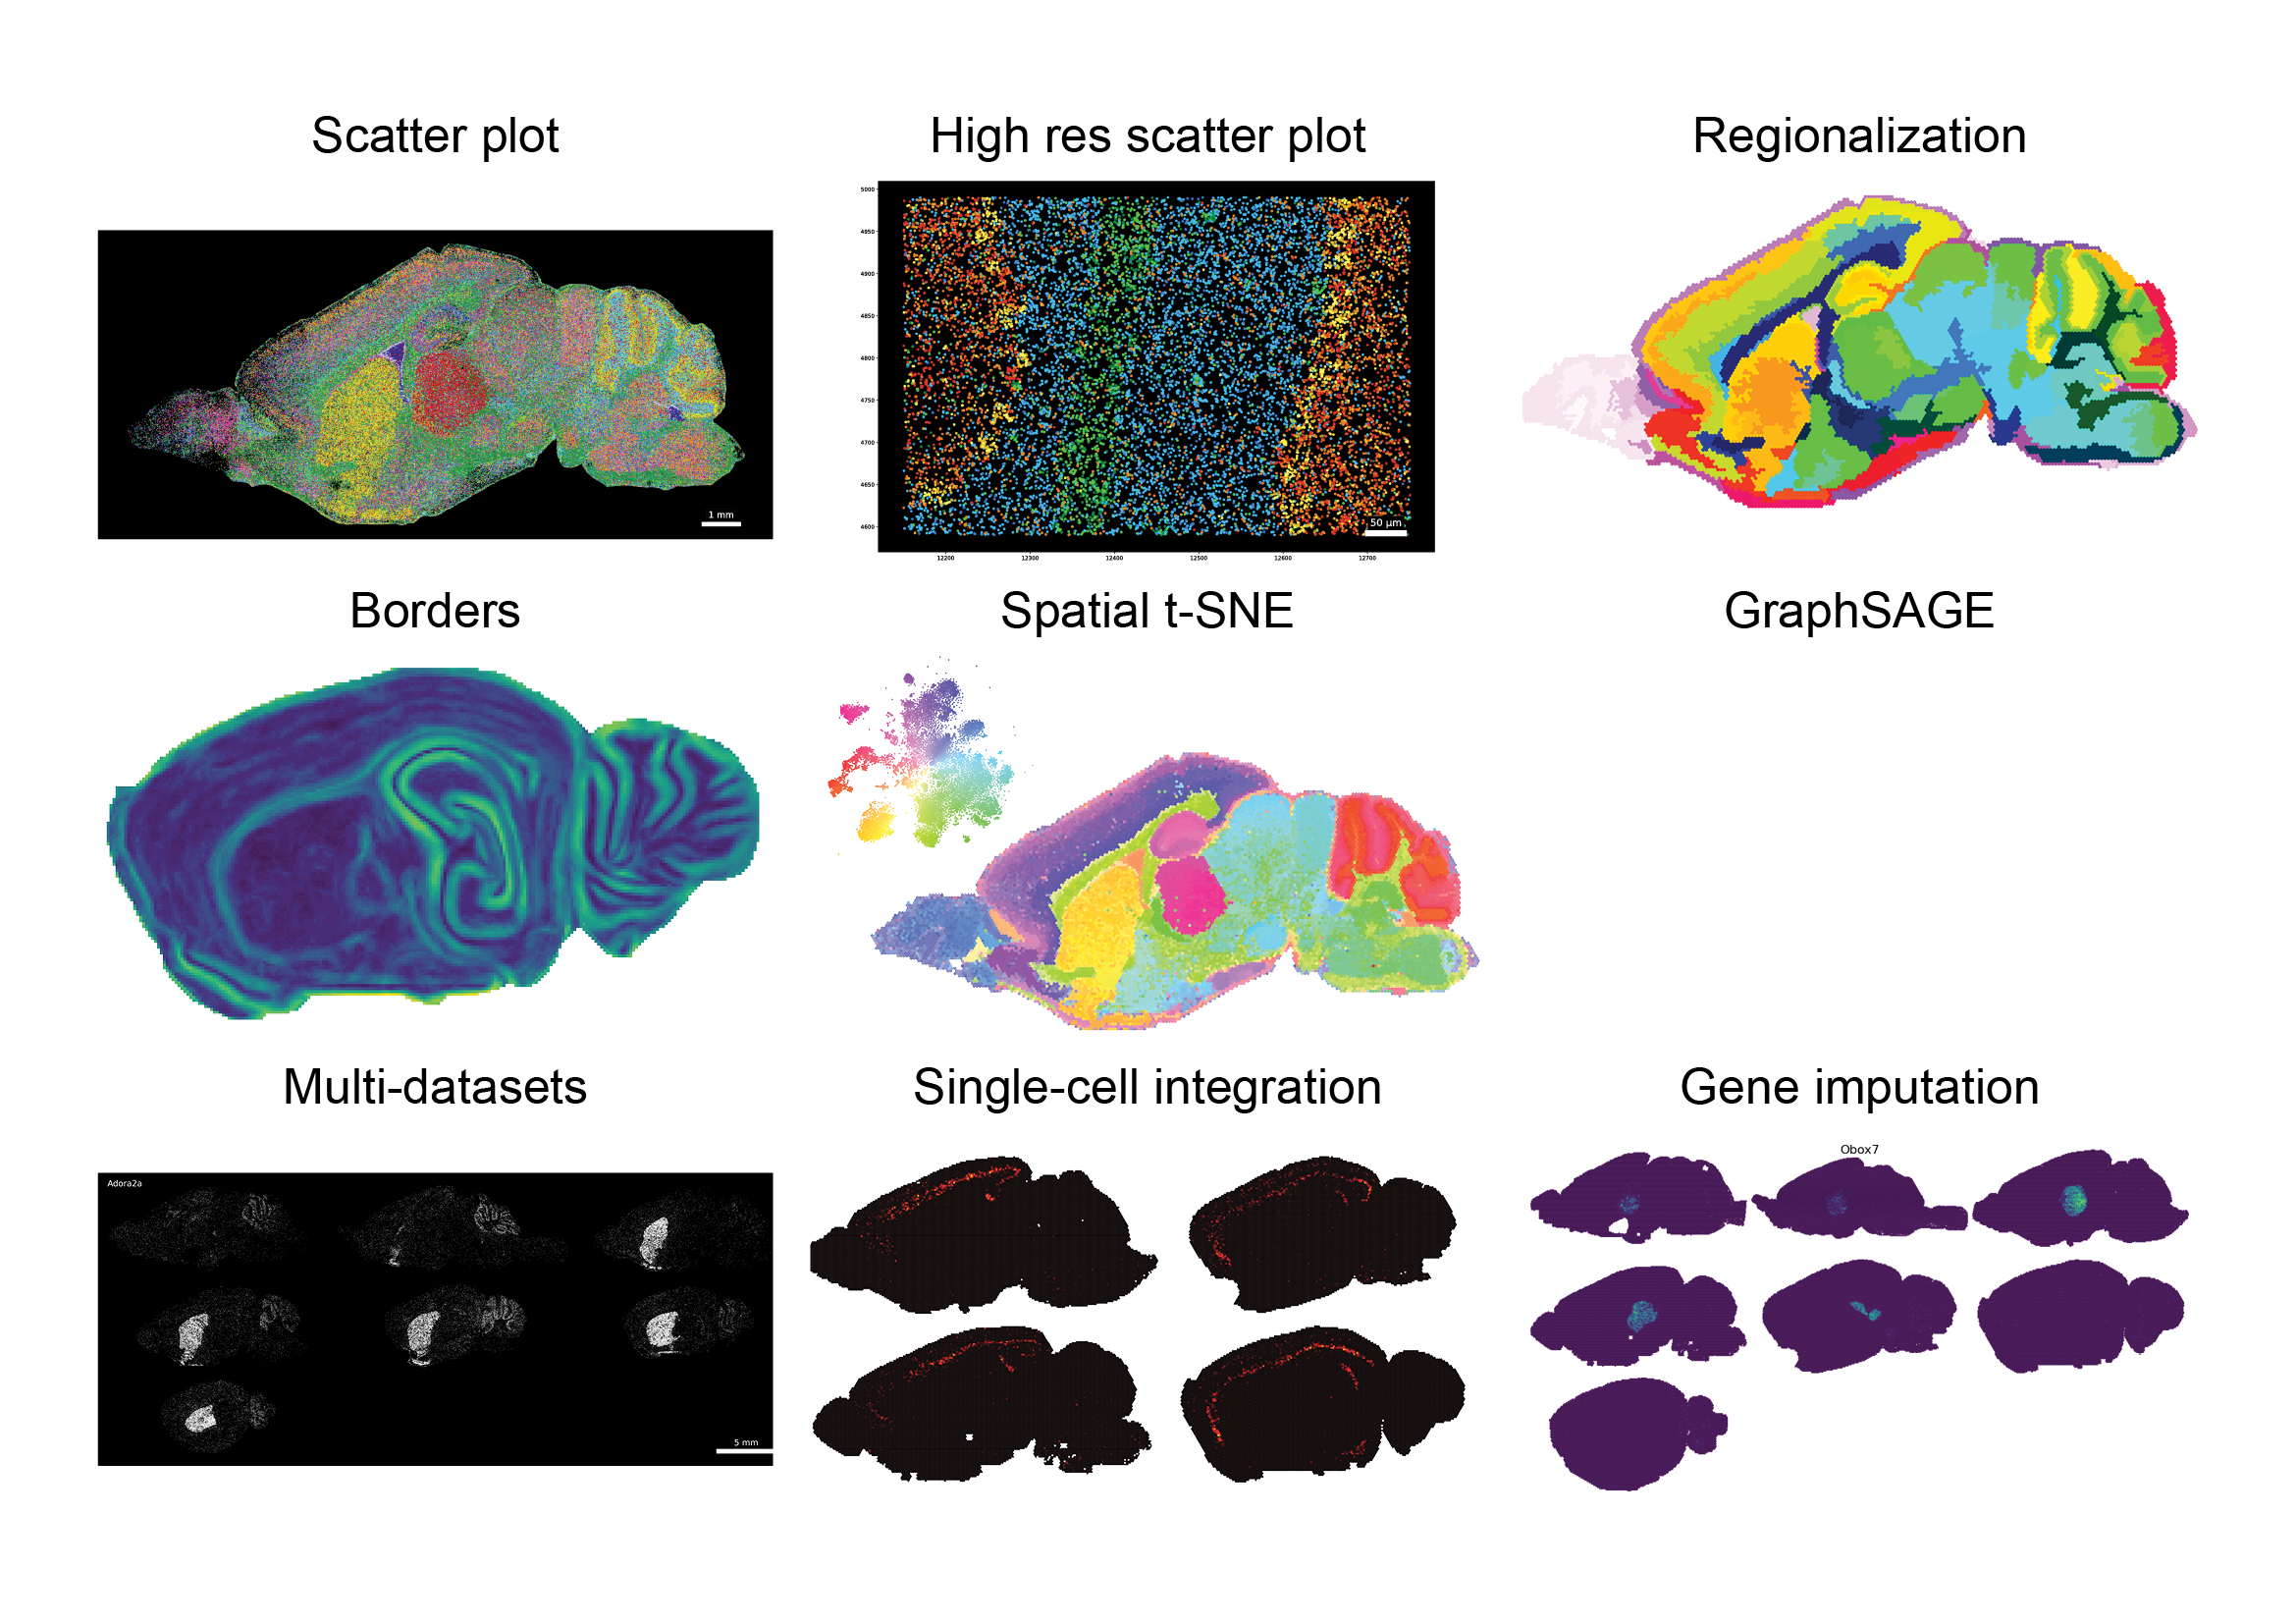 Scatter plot
High res scatter plot
Regionalization
1 mm
5000
4950
4900
4850
4800
4750
4700
4650
4600
50 µm
12200
12300
12400
12500
12600
12700
Borders
Spatial t-SNE
GraphSAGE
Multi-datasets
Single-cell integration
Gene imputation
Adora2a
5 mm
Obox7